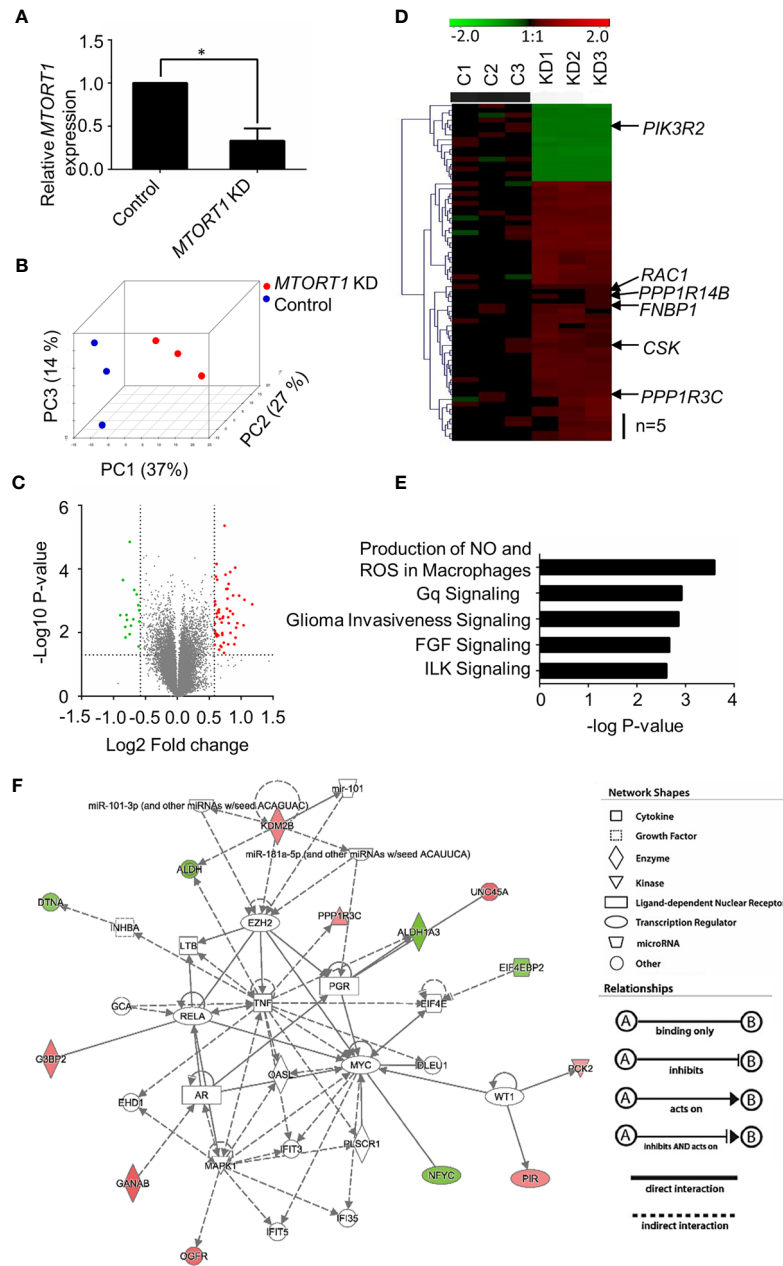 A
1.5
1.0
0.5
0.0
Relative MTORT1
expression
*
Control
MTORT1 KD
B
MTORT1 KD
Control
PC3 (14 %)
PC2 (27 %)
PC1 (37%)
C
6
4
2
0
-Log10 P-value
-1.5 -1.0 -0.5 0.0 0.5 1.0 1.5
Log2 Fold change
D
-2.0 1:1 2.0
C1 C2 C3 KD1 KD2 KD3
PIK3R2
RAC1
PPP1R14B
FNBP1
CSK
PPP1R3C
n=5
E
Production of NO and
ROS in Macrophages
Gq Signaling
Glioma Invasiveness Signaling
FGF Signaling
ILK Signaling
0 1 2 3 4
-log P-value
F
mir-101
miR-101-3p (and other miRNAs w/seed ACAGUAC)
KDM2B
miR-181a-5p (and other miRNAs w/seed ACAUUCA)
ALDH
UNC45A
DTNA
PPP1R3C
INHBA
EZH2
ALDH1A3
LTB
EIF4EBP2
PGR
TNF
EIF4E
GCA
RELA
G3BP2
MYC
DLEU1
PCK2
OASL
AR
WT1
EHD1
PLSCR1
IFIT3
MAPK1
GANAB
NFYC
PIR
IFI35
IFIT5
OGFR
Network Shapes
Cytokine
Growth Factor
Enzyme
Kinase
Ligand-dependent Nuclear Receptor
Transcription Regulator
microRNA
Other
Relationships
A B
binding only
A B
inhibits
A B
acts on
A B
inhibits AND acts on
direct interaction
indirect interaction